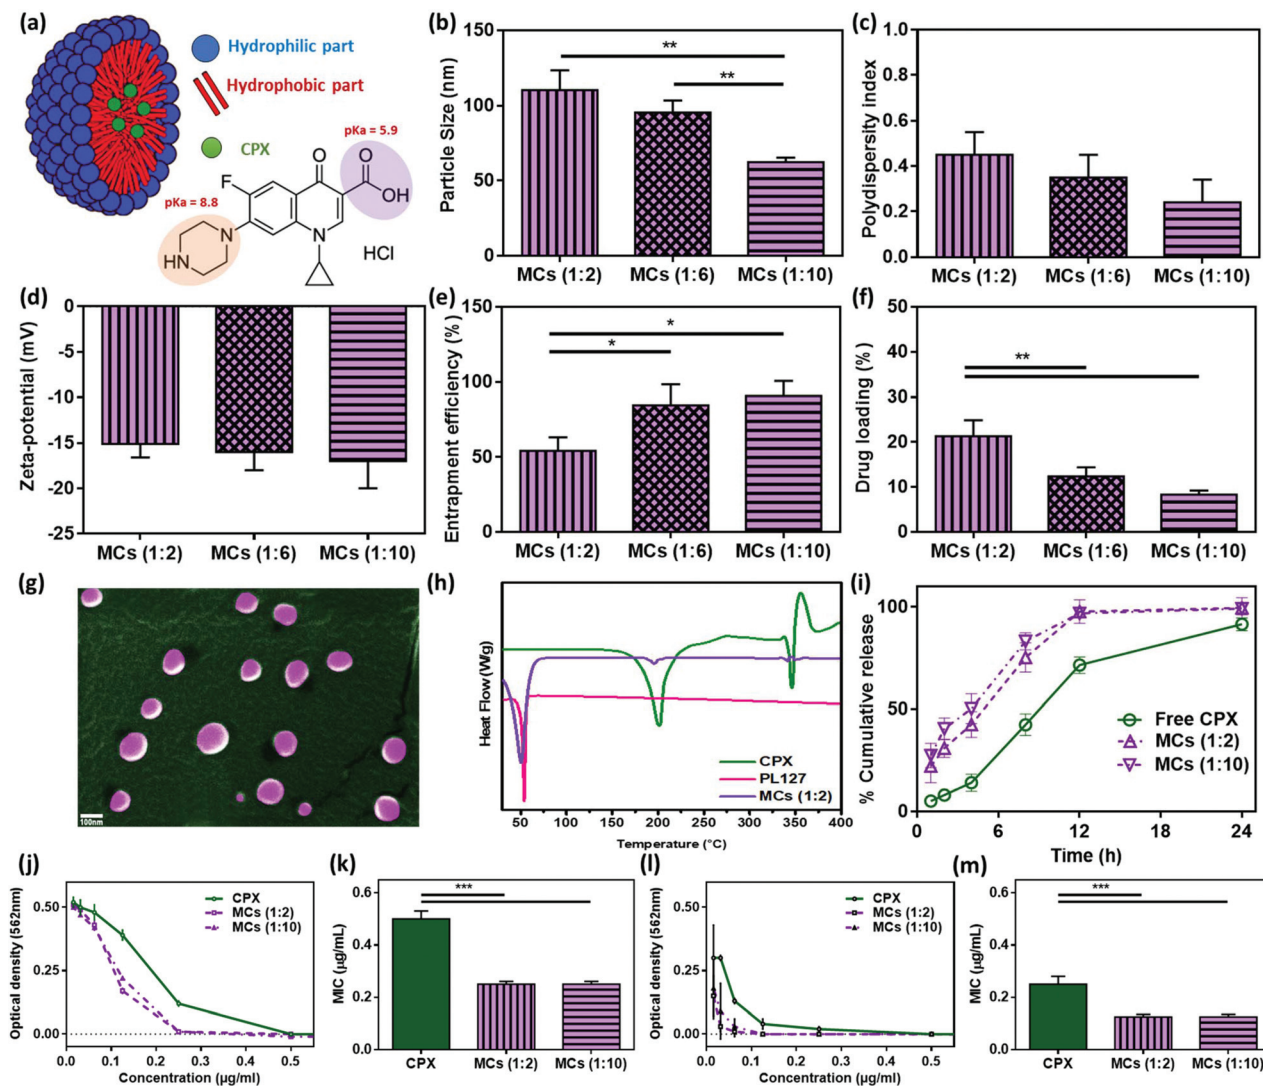 (a)
Hydrophilic part
Hydrophobic part
CPX
pKa = 5.9
O
O
F
OH
pKa = 8.8
N
N
HN
HCl
(b)
Particle Size (nm)
150
100
50
0
**
**
MCs (1:2) MCs (1:6) MCs (1:10)
(c)
Polydispersity index
1.0
0.8
0.6
0.4
0.2
0.0
MCs (1:2) MCs (1:6) MCs (1:10)
(d)
Zeta-potential (mV)
0
-5
-10
-15
-20
-25
MCs (1:2) MCs (1:6) MCs (1:10)
(e)
Entrapment efficiency (%)
150
100
50
0
*
*
MCs (1:2) MCs (1:6) MCs (1:10)
(f)
Drug loading (%)
50
40
30
20
10
0
**
MCs (1:2) MCs (1:6) MCs (1:10)
(g)
100nm
(h)
Heat Flow (W/g)
CPX
PL127
MCs (1:2)
50 100 150 200 250 300 350 400
Temperature (°C)
(i)
% Cumulative release
100
50
0
Free CPX
MCs (1:2)
MCs (1:10)
0 6 12 18 24
Time (h)
(j)
Optical density (562nm)
0.50
0.25
0.00
CPX
MCs (1:2)
MCs (1:10)
0.0 0.1 0.2 0.3 0.4 0.5
Concentration (µg/ml)
(k)
MIC (µg/mL)
0.6
0.4
0.2
0.0
***
CPX MCs (1:2) MCs (1:10)
(l)
Optical density (562nm)
0.50
0.25
0.00
CPX
MCs (1:2)
MCs (1:10)
0.0 0.1 0.2 0.3 0.4 0.5
Concentration (µg/ml)
(m)
MIC (µg/mL)
0.6
0.4
0.2
0.0
***
CPX MCs (1:2) MCs (1:10)